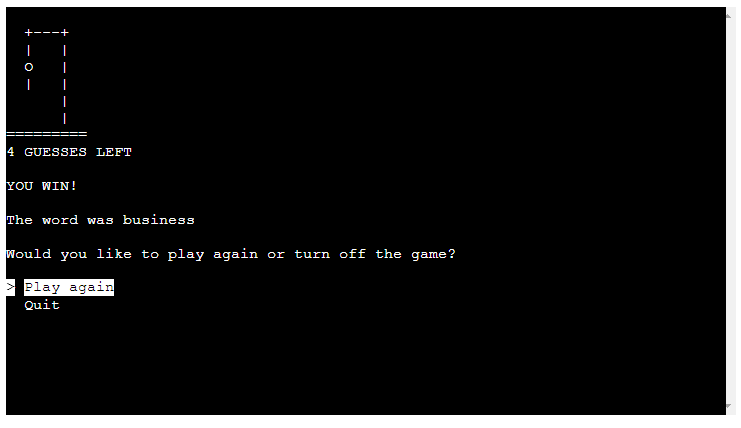 +---+
|   |
O   |
|   |
    |
    |
=========
4 GUESSES LEFT
YOU WIN!
The word was business
Would you like to play again or turn off the game?
> Play again
Quit